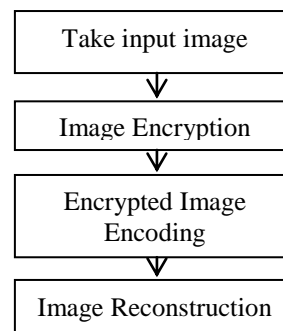 Take input image
Image Encryption
Encrypted Image
Encoding
Image Reconstruction